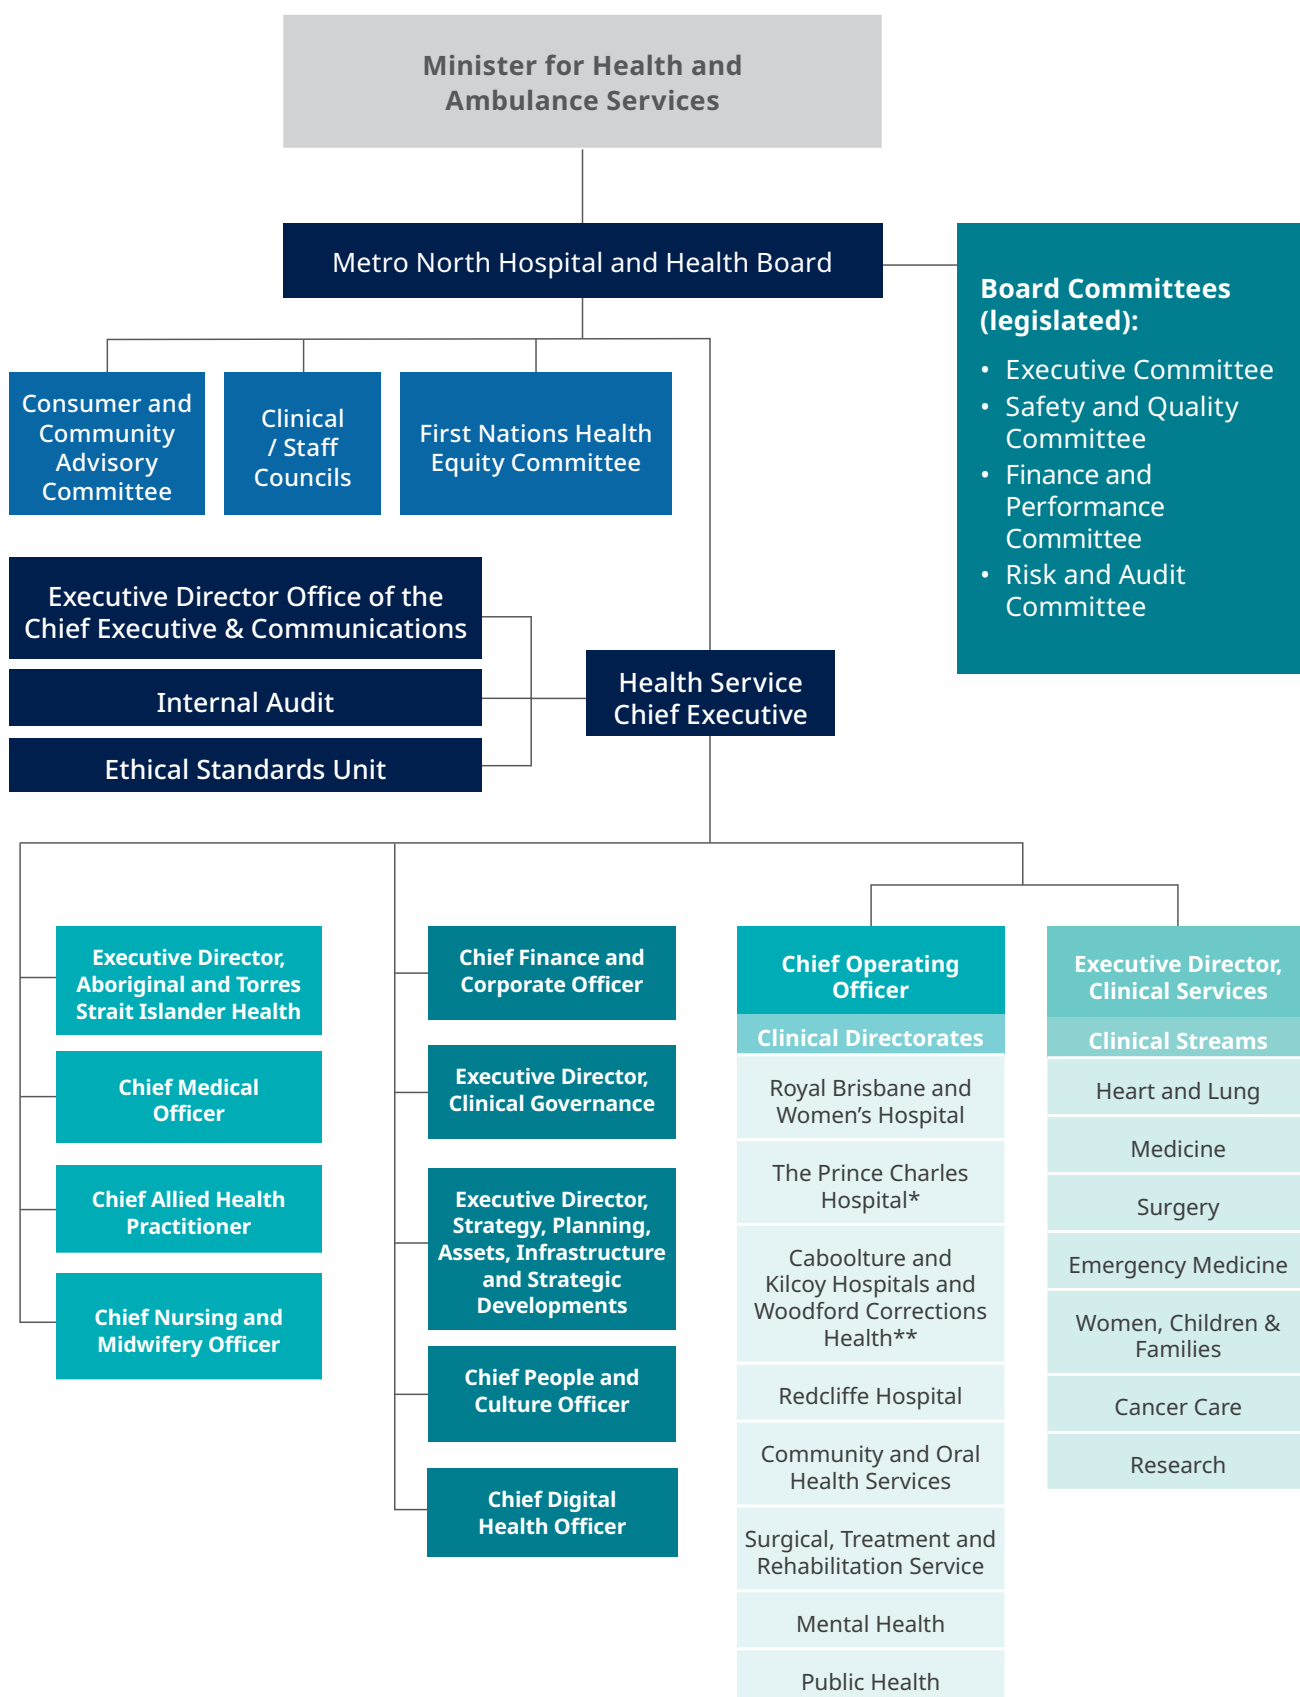 Minister for Health and
Ambulance Services
Metro North Hospital and Health Board
Board Committees
(legislated):
• Executive Committee
• Safety and Quality
Committee
• Finance and
Performance
Committee
• Risk and Audit
Committee
Consumer and
Community
Advisory
Committee
Clinical
/ Staff
Councils
First Nations Health
Equity Committee
Executive Director Office of the
Chief Executive & Communications
Internal Audit
Ethical Standards Unit
Health Service
Chief Executive
Executive Director,
Aboriginal and Torres
Strait Islander Health
Chief Medical
Officer
Chief Allied Health
Practitioner
Chief Nursing and
Midwifery Officer
Chief Finance and
Corporate Officer
Executive Director,
Clinical Governance
Executive Director,
Strategy, Planning,
Assets, Infrastructure
and Strategic
Developments
Chief People and
Culture Officer
Chief Digital
Health Officer
Chief Operating
Officer
Clinical Directorates
Royal Brisbane and
Women’s Hospital
The Prince Charles
Hospital*
Caboolture and
Kilcoy Hospitals and
Woodford Corrections
Health**
Redcliffe Hospital
Community and Oral
Health Services
Surgical, Treatment and
Rehabilitation Service
Mental Health
Public Health
Executive Director,
Clinical Services
Clinical Streams
Heart and Lung
Medicine
Surgery
Emergency Medicine
Women, Children &
Families
Cancer Care
Research